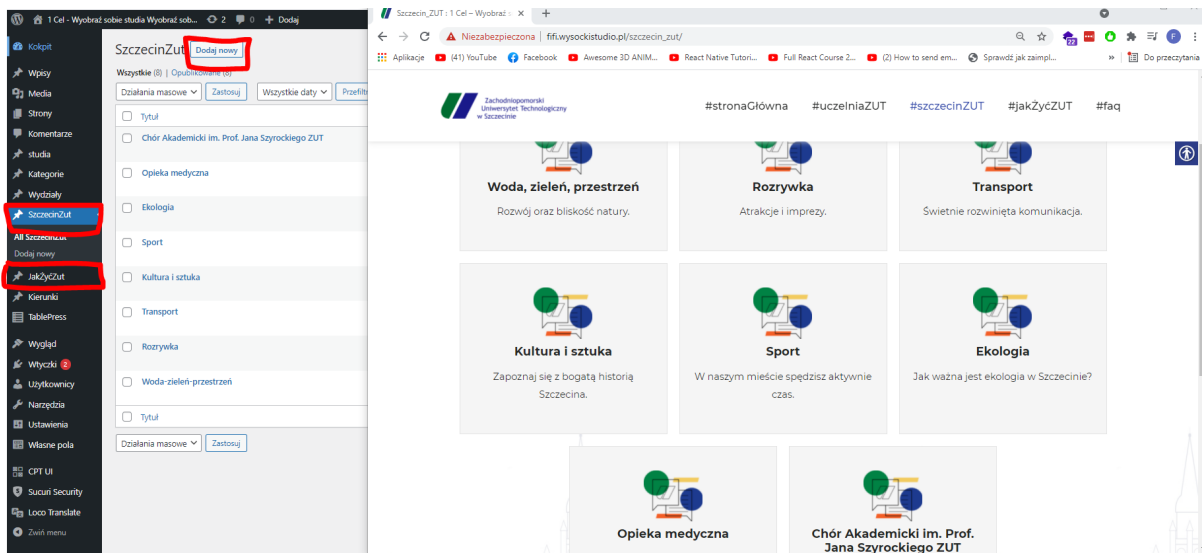 1 Cel - Wyobraź sobie studia Wyobraź sob... 2 0 + Dodaj
Kokpit
Wpisy
Media
Strony
Komentarze
studia
Kategorie
Wydziały
SzczecinZut
All SzczecinZut
Dodaj nowy
JakŻyćZut
Kierunki
TablePress
Wygląd
Wtyczki 2
Użytkownicy
Narzędzia
Ustawienia
Własne pola
CPT UI
Sucuri Security
Loco Translate
Zwiń menu
SzczecinZut Dodaj nowy
Wszystkie (8) | Opublikowane (8)
Działania masowe Zastosuj Wszystkie daty Przefilt
Tytuł
Chór Akademicki im. Prof. Jana Szyrockiego ZUT
Opieka medyczna
Ekologia
Sport
Kultura i sztuka
Transport
Rozrywka
Woda-zieleń-przestrzeń
Tytuł
Działania masowe Zastosuj
Szczecin_ZUT : 1 Cel – Wyobraź s
Niezabezpieczona | fifi.wysockistudio.pl/szczecin_zut/
22
F
Aplikacje (41) YouTube Facebook Awesome 3D ANIM... React Native Tutori... Full React Course 2... (2) How to send em... Sprawdź jak zaimpl... » Do przeczytania
Zachodniopomorski
Uniwersytet Technologiczny
w Szczecinie
#stronaGłówna #uczelniaZUT #szczecinZUT #jakŻyćZUT #faq
Woda, zieleń, przestrzeń
Rozwój oraz bliskość natury.
Rozrywka
Atrakcje i imprezy.
Transport
Świetnie rozwinięta komunikacja.
Kultura i sztuka
Zapoznaj się z bogatą historią
Szczecina.
Sport
W naszym mieście spędzisz aktywnie
czas.
Ekologia
Jak ważna jest ekologia w Szczecinie?
Opieka medyczna
Chór Akademicki im. Prof.
Jana Szyrockiego ZUT